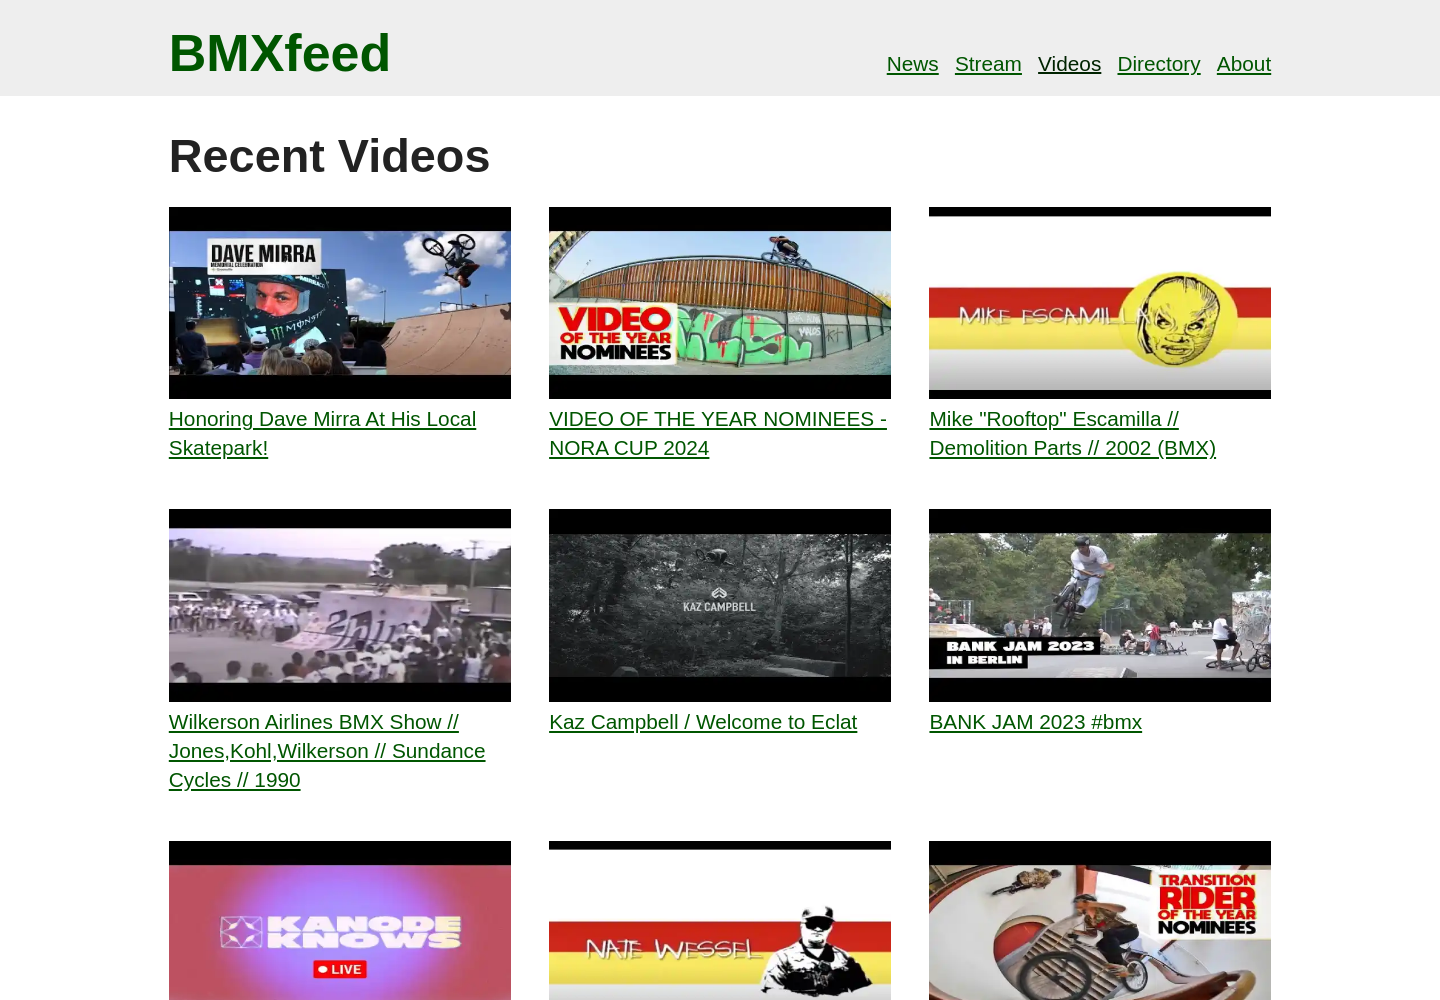 BMXfeed
News Stream Videos Directory About
Recent Videos
DAVE MIRRA
MEMORIAL CELEBRATION
VIDEO
OF THE YEAR
NOMINEES
MIKE ESCAMILLA
Honoring Dave Mirra At His Local
Skatepark!
VIDEO OF THE YEAR NOMINEES -
NORA CUP 2024
Mike "Rooftop" Escamilla //
Demolition Parts // 2002 (BMX)
KAZ CAMPBELL
BANK JAM 2023
IN BERLIN
Wilkerson Airlines BMX Show //
Jones,Kohl,Wilkerson // Sundance
Cycles // 1990
Kaz Campbell / Welcome to Eclat
BANK JAM 2023 #bmx
KANODE
KNOWS
LIVE
NATE WESSEL
TRANSITION
RIDER
OF THE YEAR
NOMINEES